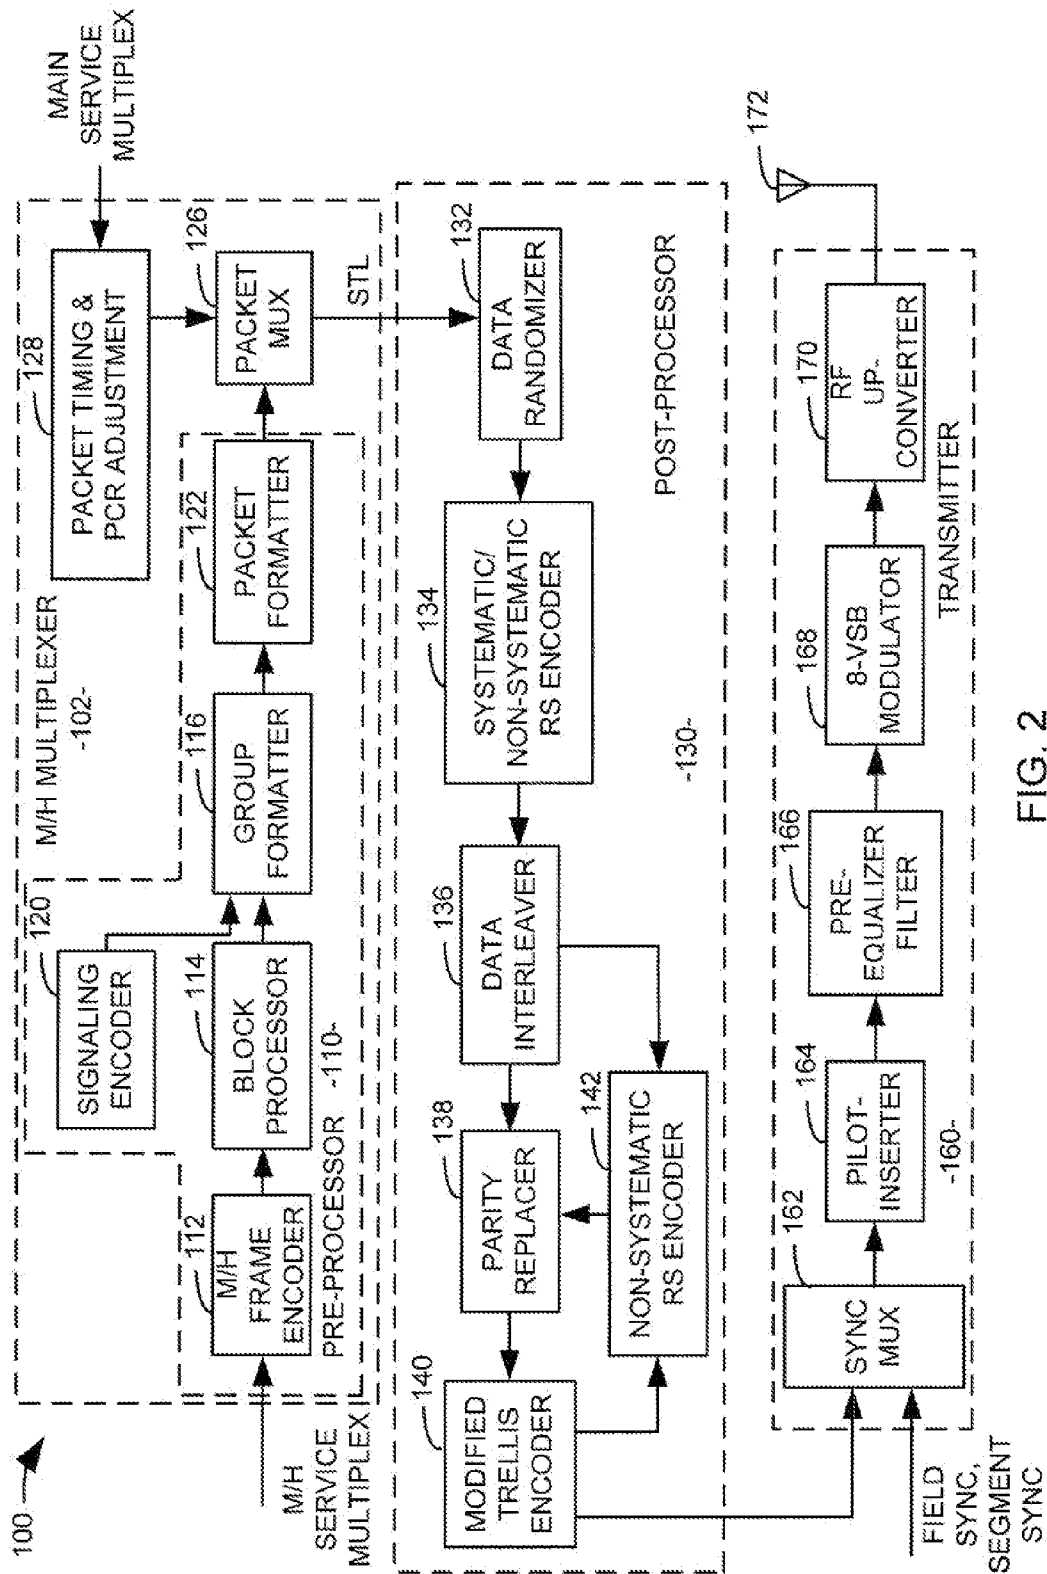 100
MAIN
SERVICE
MULTIPLEX
M/H MULTIPLEXER
-102-
128
PACKET TIMING &
PCR ADJUSTMENT
120
SIGNALING
ENCODER
M/H
SERVICE
MULTIPLEX
112
M/H
FRAME
ENCODER
114
BLOCK
PROCESSOR
116
GROUP
FORMATTER
122
PACKET
FORMATTER
126
PACKET
MUX
PRE-PROCESSOR -110-
STL
140
MODIFIED
TRELLIS
ENCODER
138
PARITY
REPLACER
136
DATA
INTERLEAVER
134
SYSTEMATIC/
NON-SYSTEMATIC
RS ENCODER
132
DATA
RANDOMIZER
142
NON-SYSTEMATIC
RS ENCODER
-130-
POST-PROCESSOR
FIELD
SYNC,
SEGMENT
SYNC
162
SYNC
MUX
164
PILOT-
INSERTER
166
PRE-
EQUALIZER
FILTER
168
8-VSB
MODULATOR
170
RF
UP-
CONVERTER
172
-160-
TRANSMITTER
FIG. 2